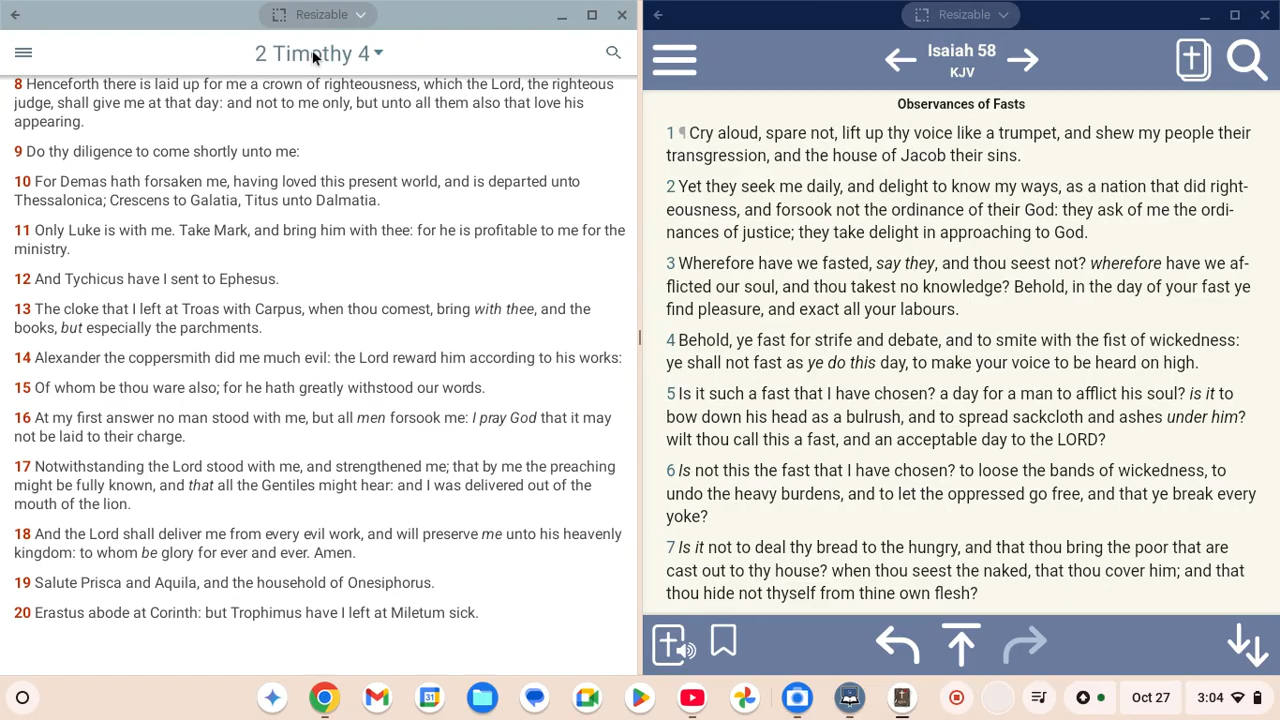 Resizable
2 Timothy 4
8 Henceforth there is laid up for me a crown of righteousness, which the Lord, the righteous
judge, shall give me at that day: and not to me only, but unto all them also that love his
appearing.
9 Do thy diligence to come shortly unto me:
10 For Demas hath forsaken me, having loved this present world, and is departed unto
Thessalonica; Crescens to Galatia, Titus unto Dalmatia.
11 Only Luke is with me. Take Mark, and bring him with thee: for he is profitable to me for the
ministry.
12 And Tychicus have I sent to Ephesus.
13 The cloke that I left at Troas with Carpus, when thou comest, bring with thee, and the
books, but especially the parchments.
14 Alexander the coppersmith did me much evil: the Lord reward him according to his works:
15 Of whom be thou ware also; for he hath greatly withstood our words.
16 At my first answer no man stood with me, but all men forsook me: I pray God that it may
not be laid to their charge.
17 Notwithstanding the Lord stood with me, and strengthened me; that by me the preaching
might be fully known, and that all the Gentiles might hear: and I was delivered out of the
mouth of the lion.
18 And the Lord shall deliver me from every evil work, and will preserve me unto his heavenly
kingdom: to whom be glory for ever and ever. Amen.
19 Salute Prisca and Aquila, and the household of Onesiphorus.
20 Erastus abode at Corinth: but Trophimus have I left at Miletum sick.
Resizable
Isaiah 58
KJV
Observances of Fasts
1 ¶ Cry aloud, spare not, lift up thy voice like a trumpet, and shew my people their
transgression, and the house of Jacob their sins.
2 Yet they seek me daily, and delight to know my ways, as a nation that did right-
eousness, and forsook not the ordinance of their God: they ask of me the ordi-
nances of justice; they take delight in approaching to God.
3 Wherefore have we fasted, say they, and thou seest not? wherefore have we af-
flicted our soul, and thou takest no knowledge? Behold, in the day of your fast ye
find pleasure, and exact all your labours.
4 Behold, ye fast for strife and debate, and to smite with the fist of wickedness:
ye shall not fast as ye do this day, to make your voice to be heard on high.
5 Is it such a fast that I have chosen? a day for a man to afflict his soul? is it to
bow down his head as a bulrush, and to spread sackcloth and ashes under him?
wilt thou call this a fast, and an acceptable day to the LORD?
6 Is not this the fast that I have chosen? to loose the bands of wickedness, to
undo the heavy burdens, and to let the oppressed go free, and that ye break every
yoke?
7 Is it not to deal thy bread to the hungry, and that thou bring the poor that are
cast out to thy house? when thou seest the naked, that thou cover him; and that
thou hide not thyself from thine own flesh?
31
Oct 27
3:04